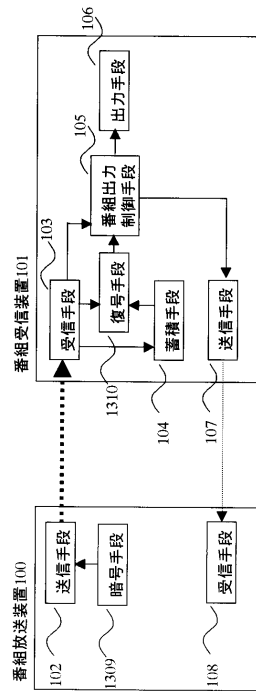 番組放送装置100
送信手段
102
暗号手段
1309
受信手段
108
番組受信装置101
103
受信手段
復号手段
1310
蓄積手段
104
105
番組出力
制御手段
106
出力手段
送信手段
107